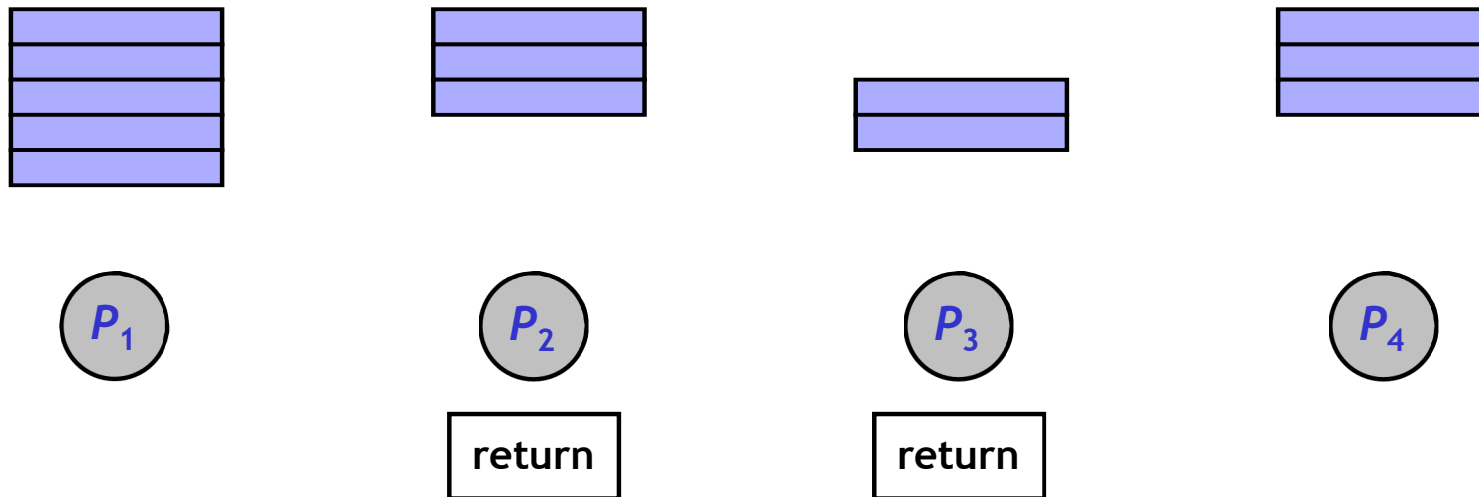 P₁
P₂
P₃
P₄
return
return